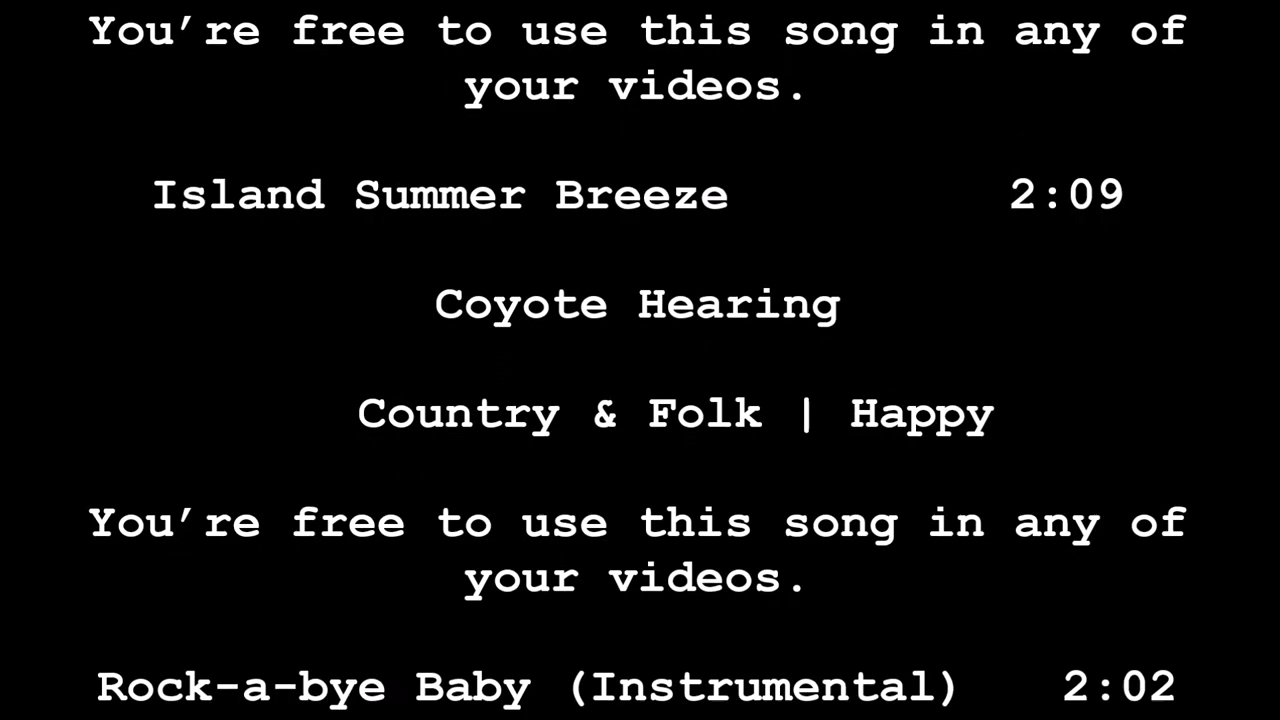 You’re free to use this song in any of
your videos.
Island Summer Breeze 2:09
Coyote Hearing
Country & Folk | Happy
You’re free to use this song in any of
your videos.
Rock-a-bye Baby (Instrumental) 2:02